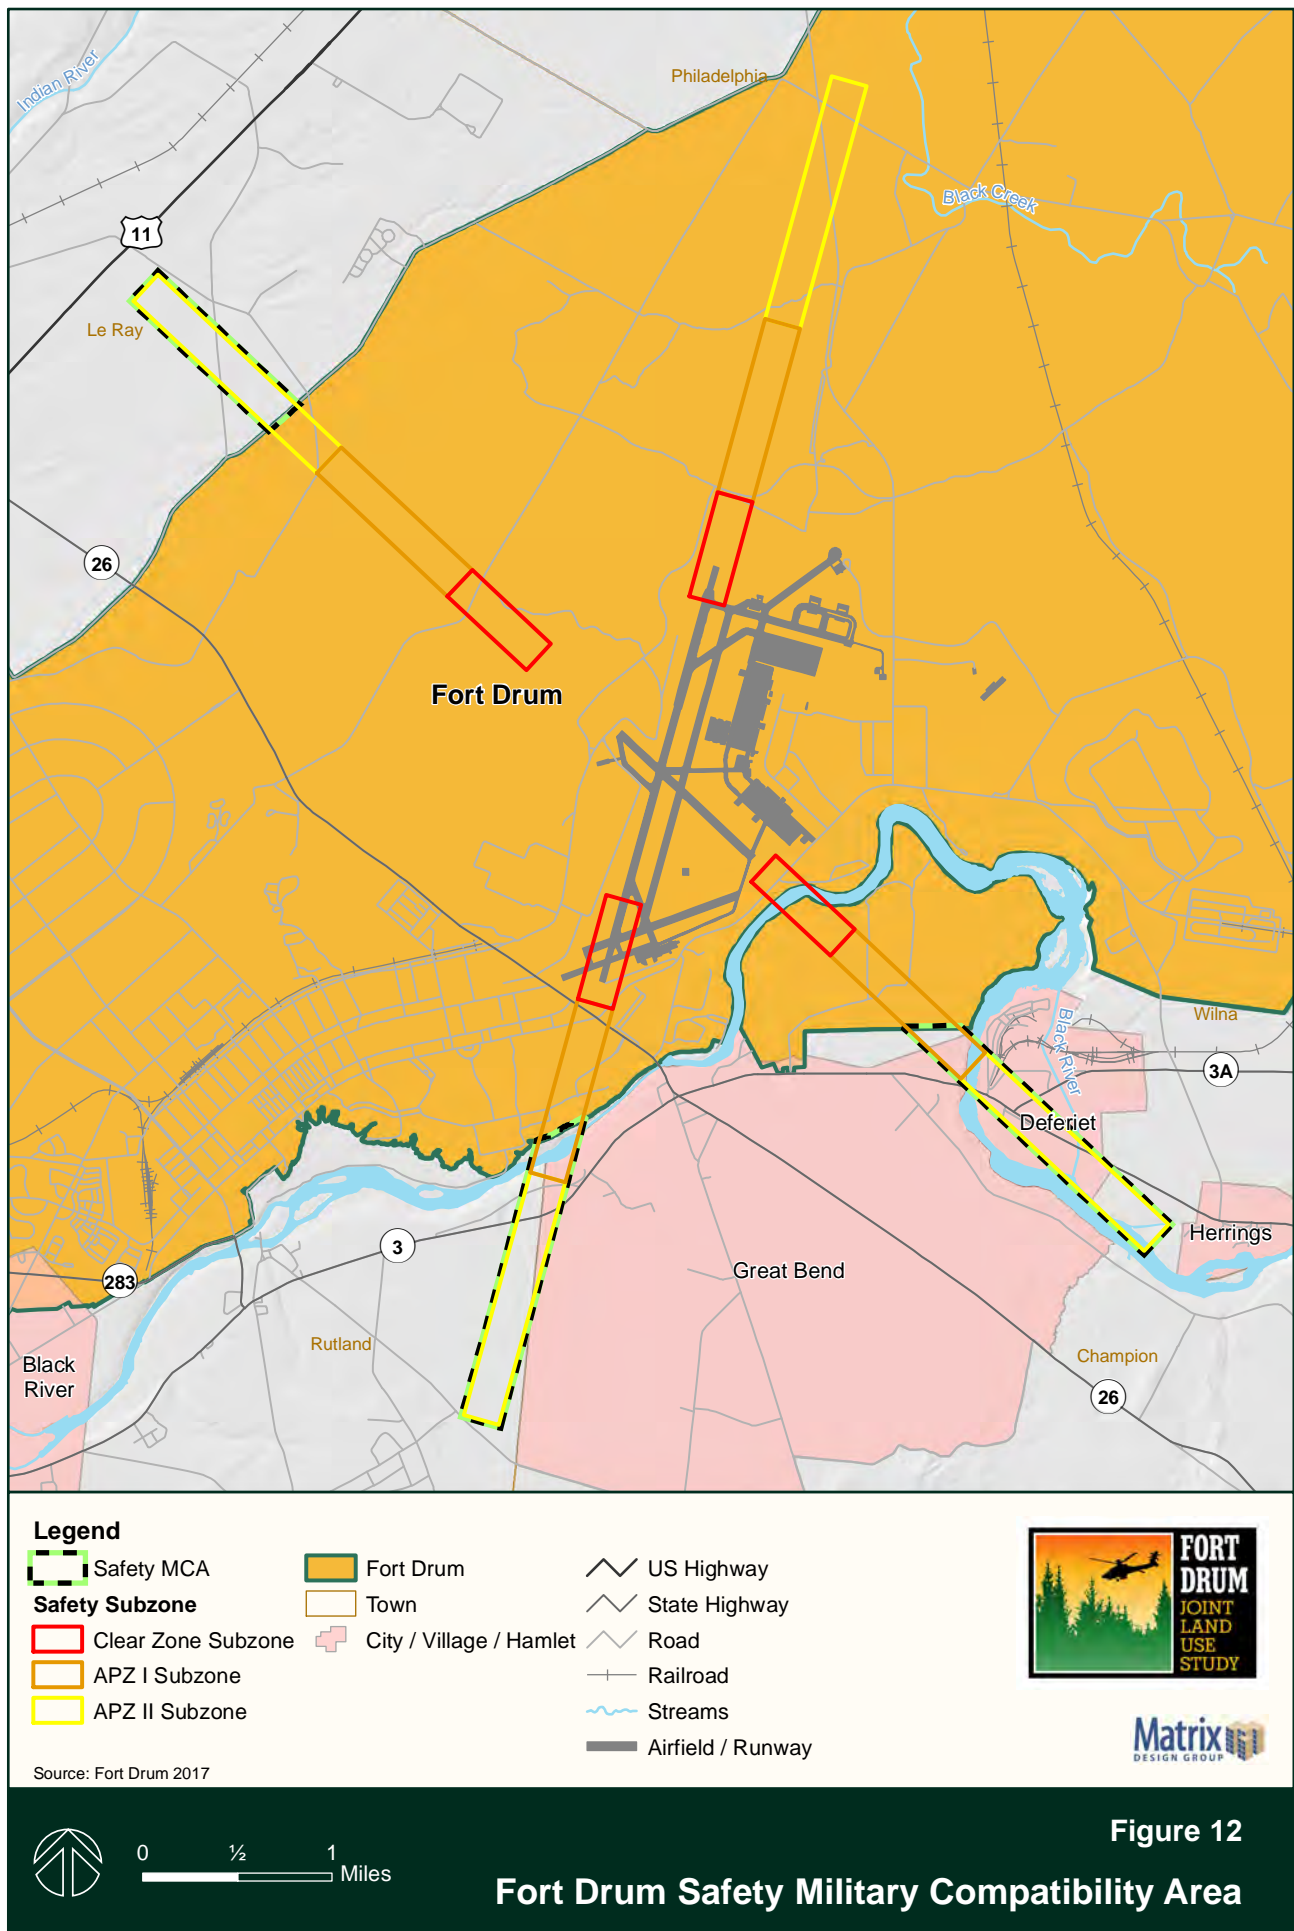 Indian River
Philadelphia
Black Creek
11
Le Ray
26
Fort Drum
Wilna
Black River
3A
Deferiet
Herrings
3
Great Bend
283
Rutland
Champion
Black
River
26
Legend
Safety MCA
Safety Subzone
Clear Zone Subzone
APZ I Subzone
APZ II Subzone
Fort Drum
Town
City / Village / Hamlet
US Highway
State Highway
Road
Railroad
Streams
Airfield / Runway
FORT
DRUM
JOINT
LAND
USE
STUDY
Matrix
DESIGN GROUP
Source: Fort Drum 2017
0 ½ 1
Miles
Figure 12
Fort Drum Safety Military Compatibility Area